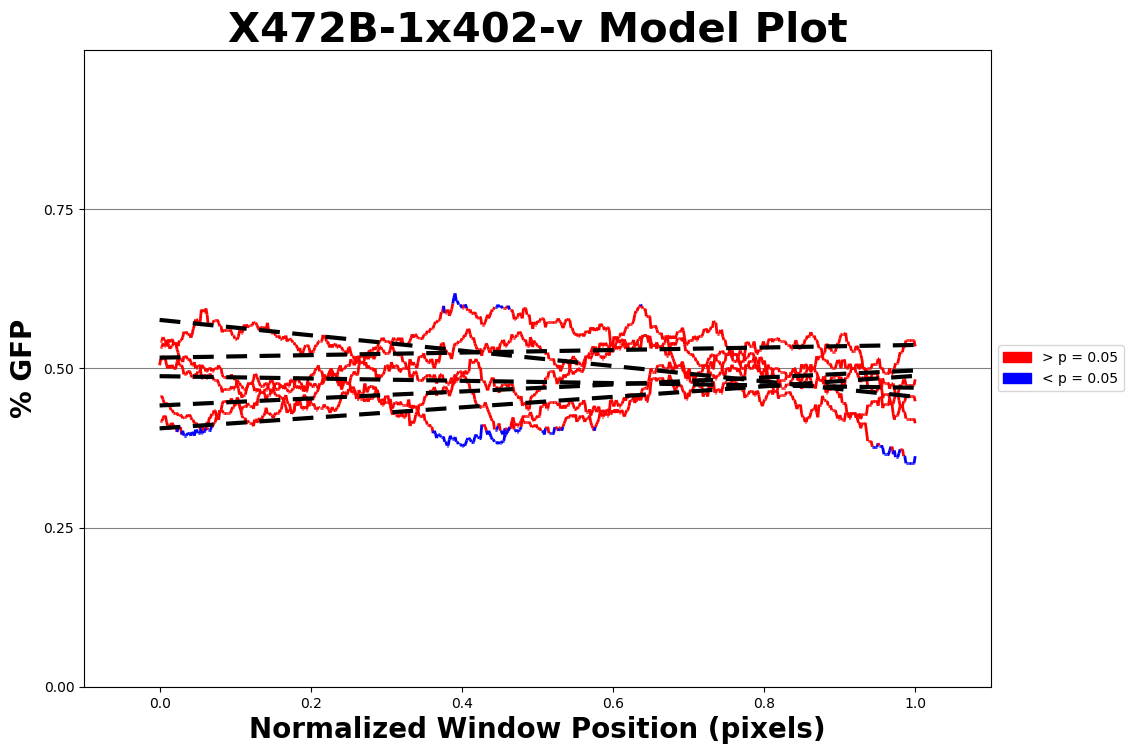 X472B-1x402-v Model Plot
% GFP
0.75
0.50
0.25
0.00
0.0 0.2 0.4 0.6 0.8 1.0
Normalized Window Position (pixels)
> p = 0.05
< p = 0.05